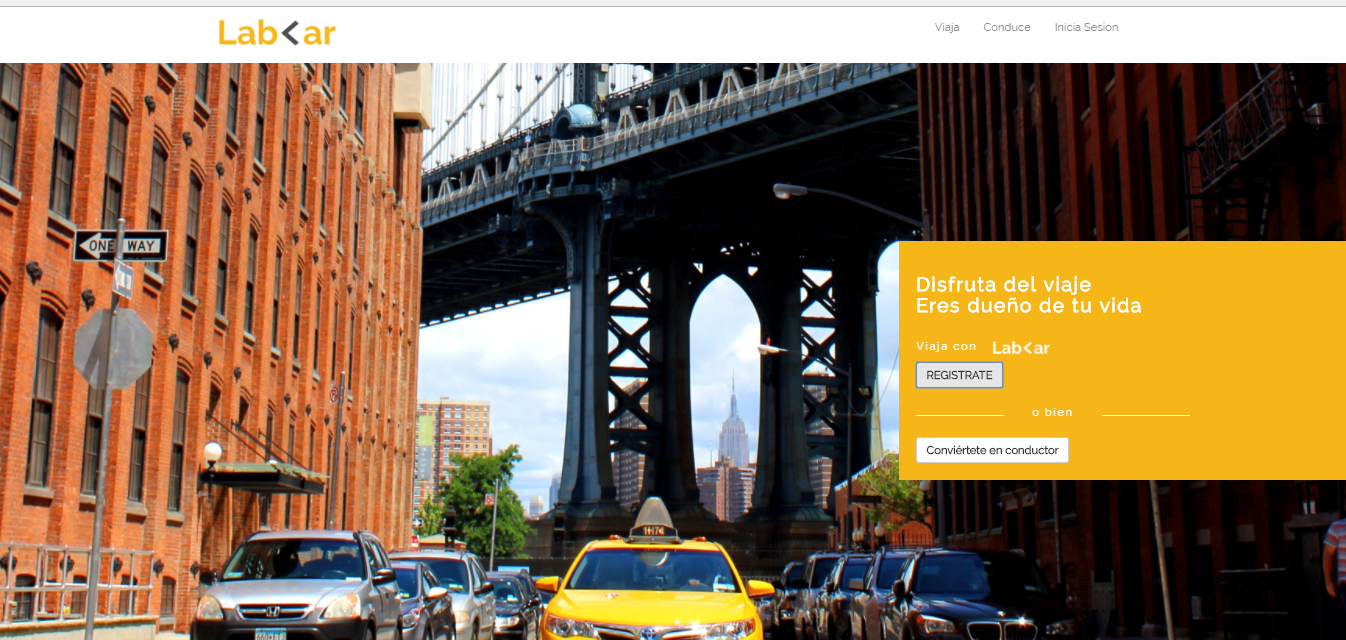 Lab<ar
Viaja
Conduce
Inicia Sesion
ONE WAY
Disfruta del viaje
Eres dueño de tu vida
Viaja con Lab<ar
REGISTRATE
o bien
Conviértete en conductor